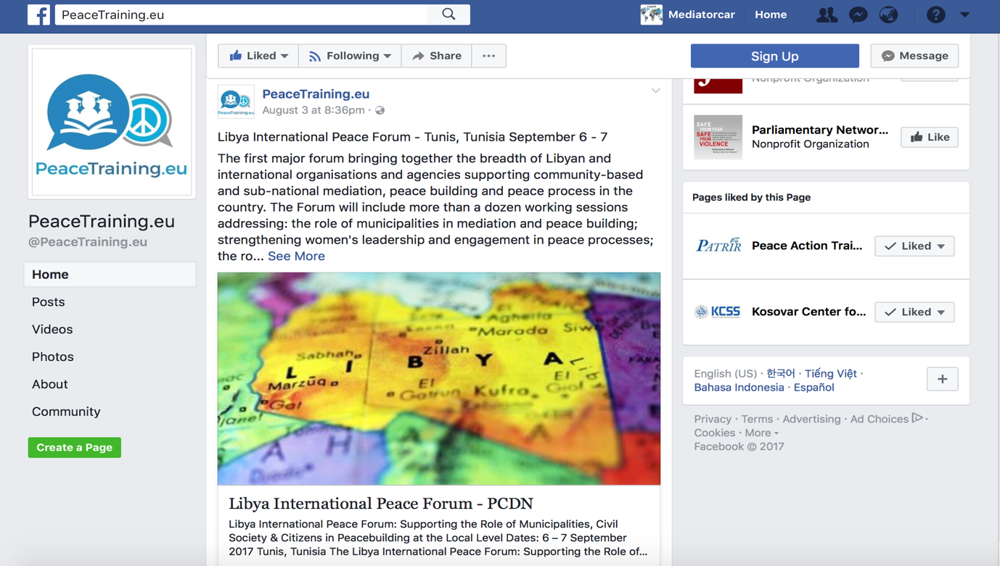 PeaceTraining.eu
Mediatorcar
Home
PeaceTraining.eu
PeaceTraining.eu
@PeaceTraining.eu
Home
Posts
Videos
Photos
About
Community
Create a Page
Liked
Following
Share
Sign Up
Message
PeaceTraining.eu
PeaceTraining.eu
August 3 at 8:36pm ·
Libya International Peace Forum - Tunis, Tunisia September 6 - 7
The first major forum bringing together the breadth of Libyan and
international organisations and agencies supporting community-based
and sub-national mediation, peace building and peace process in the
country. The Forum will include more than a dozen working sessions
addressing: the role of municipalities in mediation and peace building;
strengthening women's leadership and engagement in peace processes;
the ro... See More
Agheila
Marada
Siw
Zillah
Sabhah
L I B Y A
Marzūq
El
Gatrun
Kufra
El
Giof
Gat
Djanet
A H A
Libya International Peace Forum - PCDN
Libya International Peace Forum: Supporting the Role of Municipalities, Civil
Society & Citizens in Peacebuilding at the Local Level Dates: 6 – 7 September
2017 Tunis, Tunisia The Libya International Peace Forum: Supporting the Role of...
Nonprofit Organization
SAFE
FROM FEAR
SAFE
FROM
VIOLENCE
Parliamentary Networ...
Nonprofit Organization
Like
Pages liked by this Page
PATRIR
Peace Action Trai...
Liked
KCSS
Kosovar Center fo...
Liked
English (US) · 한국어 · Tiếng Việt ·
Bahasa Indonesia · Español
Privacy · Terms · Advertising · Ad Choices ·
Cookies · More
Facebook © 2017